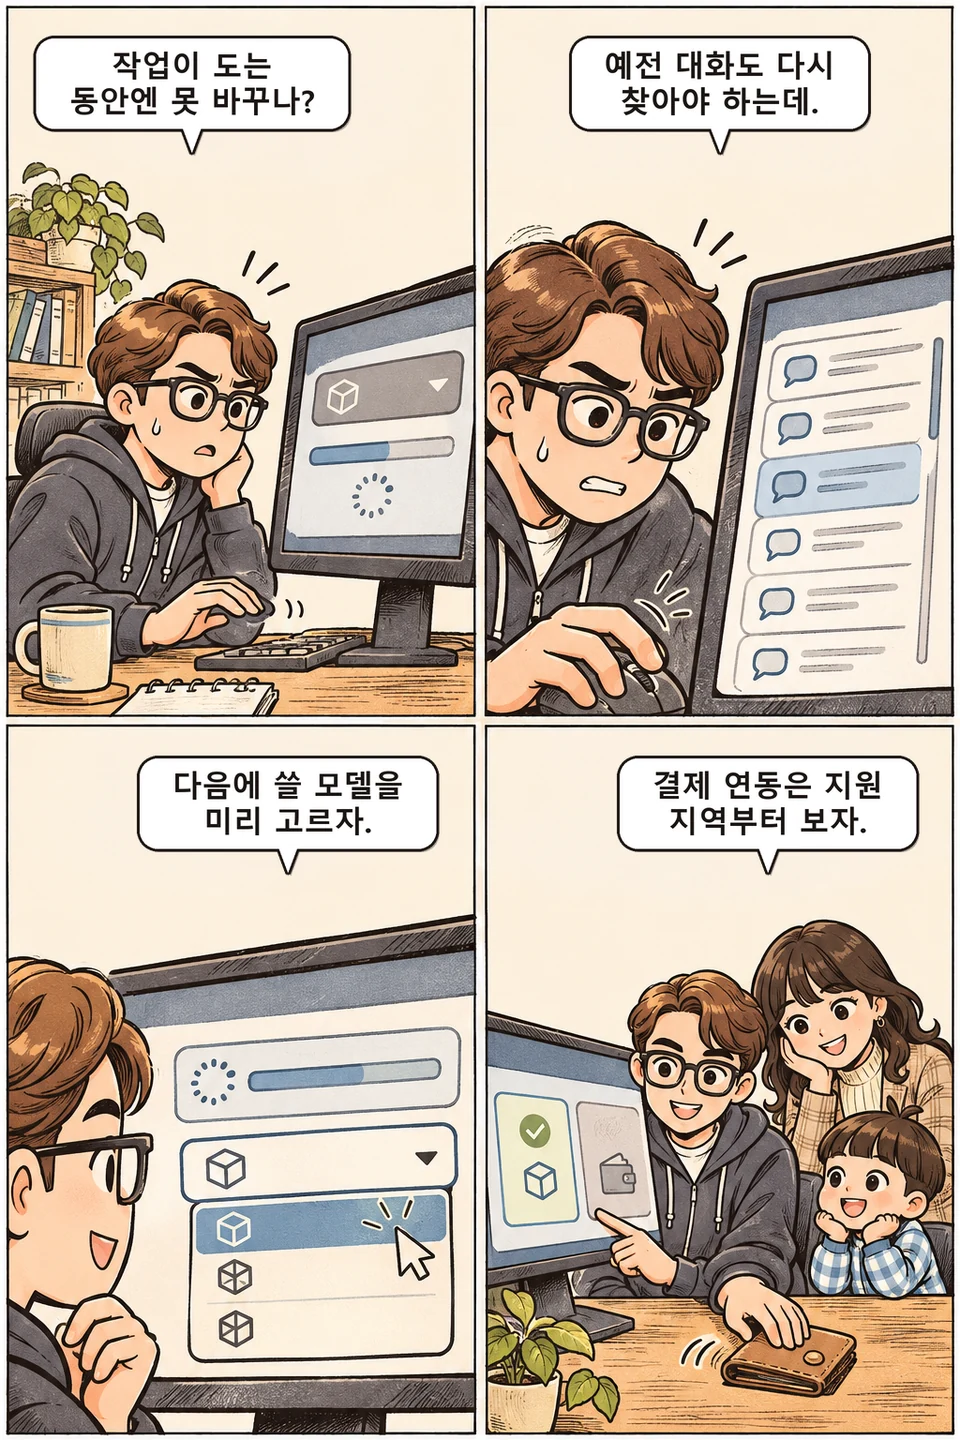 작업이 도는
동안엔 못 바꾸나?
예전 대화도 다시
찾아야 하는데.
다음에 쓸 모델을
미리 고르자.
결제 연동은 지원
지역부터 보자.